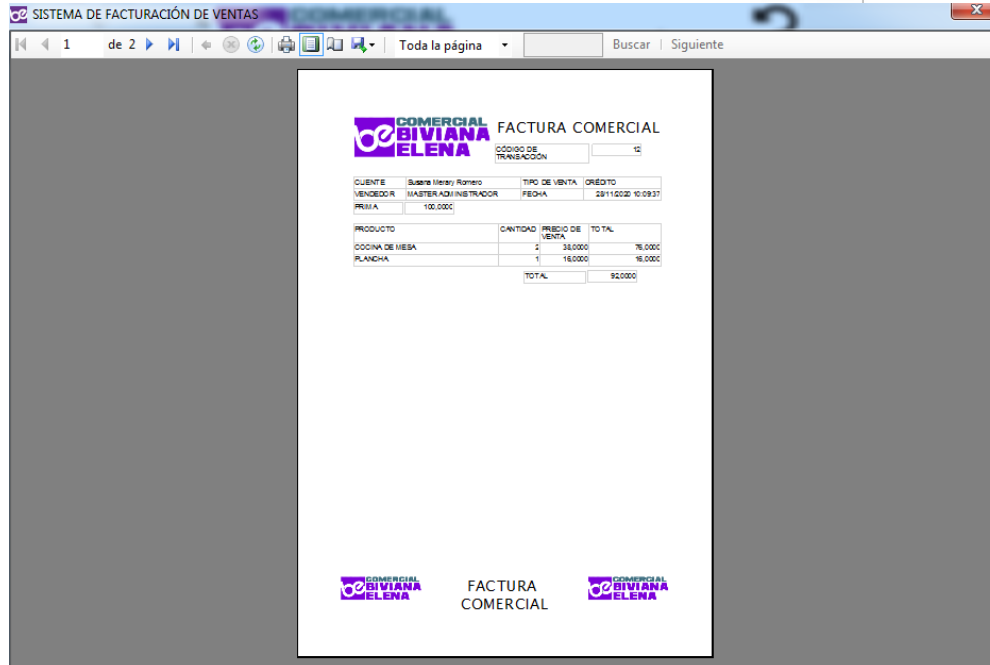 SISTEMA DE FACTURACIÓN DE VENTAS
1 de 2 Toda la página Buscar | Siguiente
COMERCIAL
BIVIANA
ELENA
FACTURA COMERCIAL
CÓDIGO DE TRANSACCIÓN 12
CLIENTE Susana Merary Romero TIPO DE VENTA CRÉDITO
VENDEDOR MASTER ADMINISTRADOR FECHA 28/11/2020 10:09:37
PRIMA 100,0000
PRODUCTO CANTIDAD PRECIO DE VENTA TOTAL
COCINA DE MESA 2 38,0000 76,0000
PLANCHA 1 16,0000 16,0000
TOTAL 92,0000
COMERCIAL
BIVIANA
ELENA
FACTURA
COMERCIAL
COMERCIAL
BIVIANA
ELENA